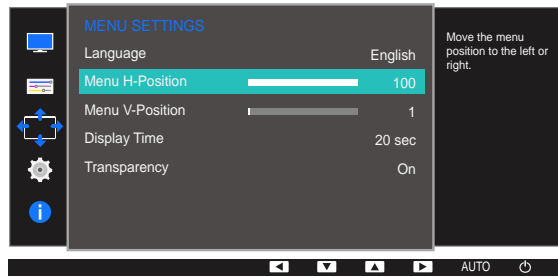 MENU SETTINGS
Language English
Menu H-Position 100
Menu V-Position 1
Display Time 20 sec
Transparency On
Move the menu
position to the left or
right.
i
AUTO